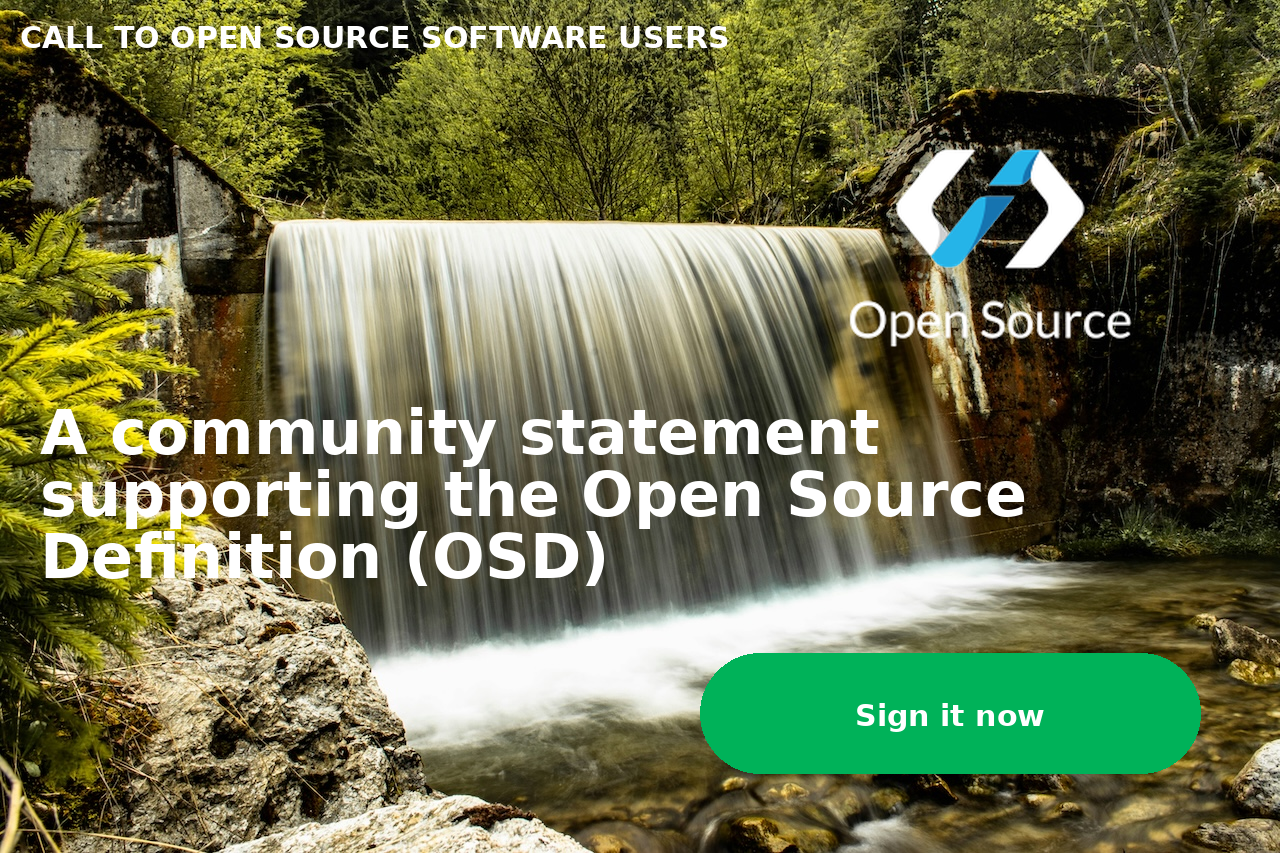 CALL TO OPEN SOURCE SOFTWARE USERS
Open Source
A community statement
supporting the Open Source
Definition (OSD)
Sign it now